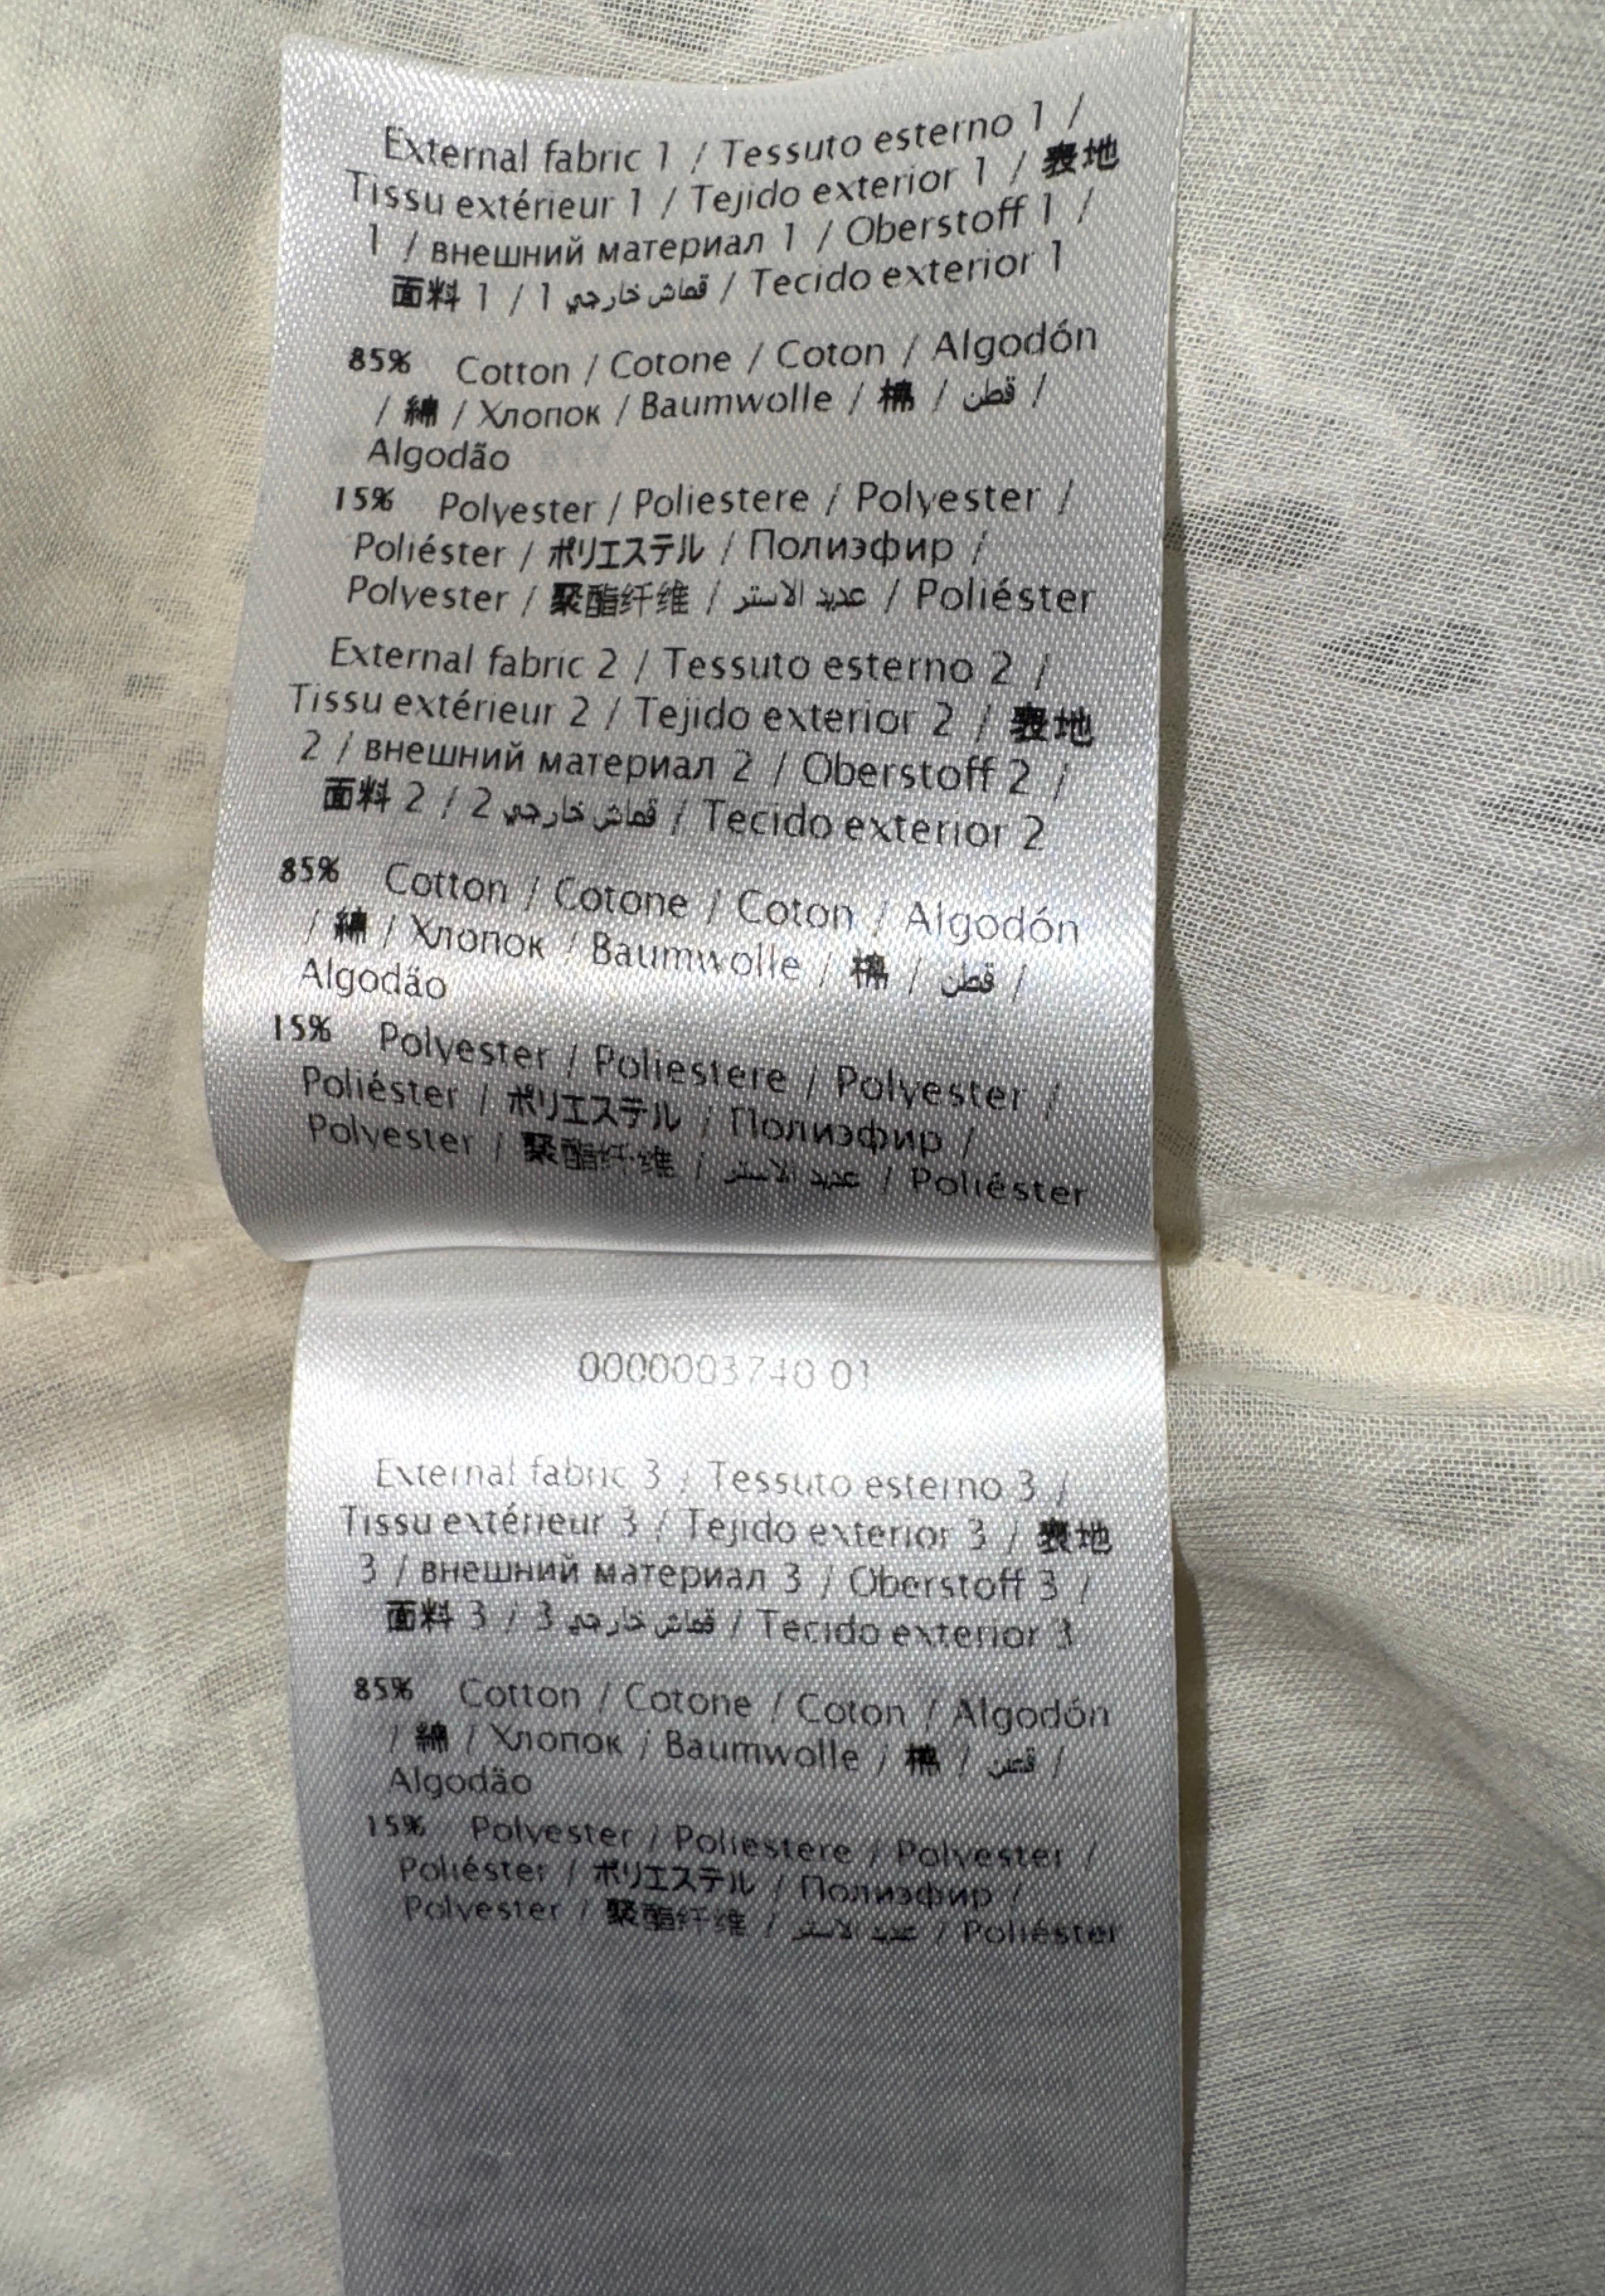 External fabric 1 / Tessuto esterno 1 /
Tissu extérieur 1 / Tejido exterior 1 / 表地
1 / внешний материал 1 / Oberstoff 1 /
面料 1 / 1 قماش خارجي / Tecido exterior 1
85% Cotton / Cotone / Coton / Algodón
/ 綿 / Хлопок / Baumwolle / 棉 / قطن /
Algodão
15% Polyester / Poliestere / Polyester /
Poliéster / ポリエステル / Полиэфир /
Polyester / 聚酯纤维 / عديد الاستر / Poliéster
External fabric 2 / Tessuto esterno 2 /
Tissu extérieur 2 / Tejido exterior 2 / 表地
2 / внешний материал 2 / Oberstoff 2 /
面料 2 / 2 قماش خارجي / Tecido exterior 2
85% Cotton / Cotone / Coton / Algodón
/ 綿 / Хлопок / Baumwolle / 棉 / قطن /
Algodão
15% Polyester / Poliestere / Polyester /
Poliéster / ポリエステル / Полиэфир /
Polyester / 聚酯纤维 / عديد الاستر / Poliéster
0000003740 01
External fabric 3 / Tessuto esterno 3 /
Tissu extérieur 3 / Tejido exterior 3 / 表地
3 / внешний материал 3 / Oberstoff 3 /
面料 3 / 3 قماش خارجي / Tecido exterior 3
85% Cotton / Cotone / Coton / Algodón
/ 綿 / Хлопок / Baumwolle / 棉 / قطن /
Algodão
15% Polyester / Poliestere / Polyester /
Poliéster / ポリエステル / Полиэфир /
Polyester / 聚酯纤维 / عديد الاستر / Poliéster